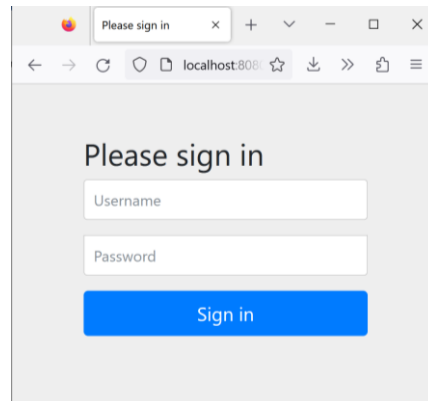 Please sign in
localhost:808
Please sign in
Username
Password
Sign in